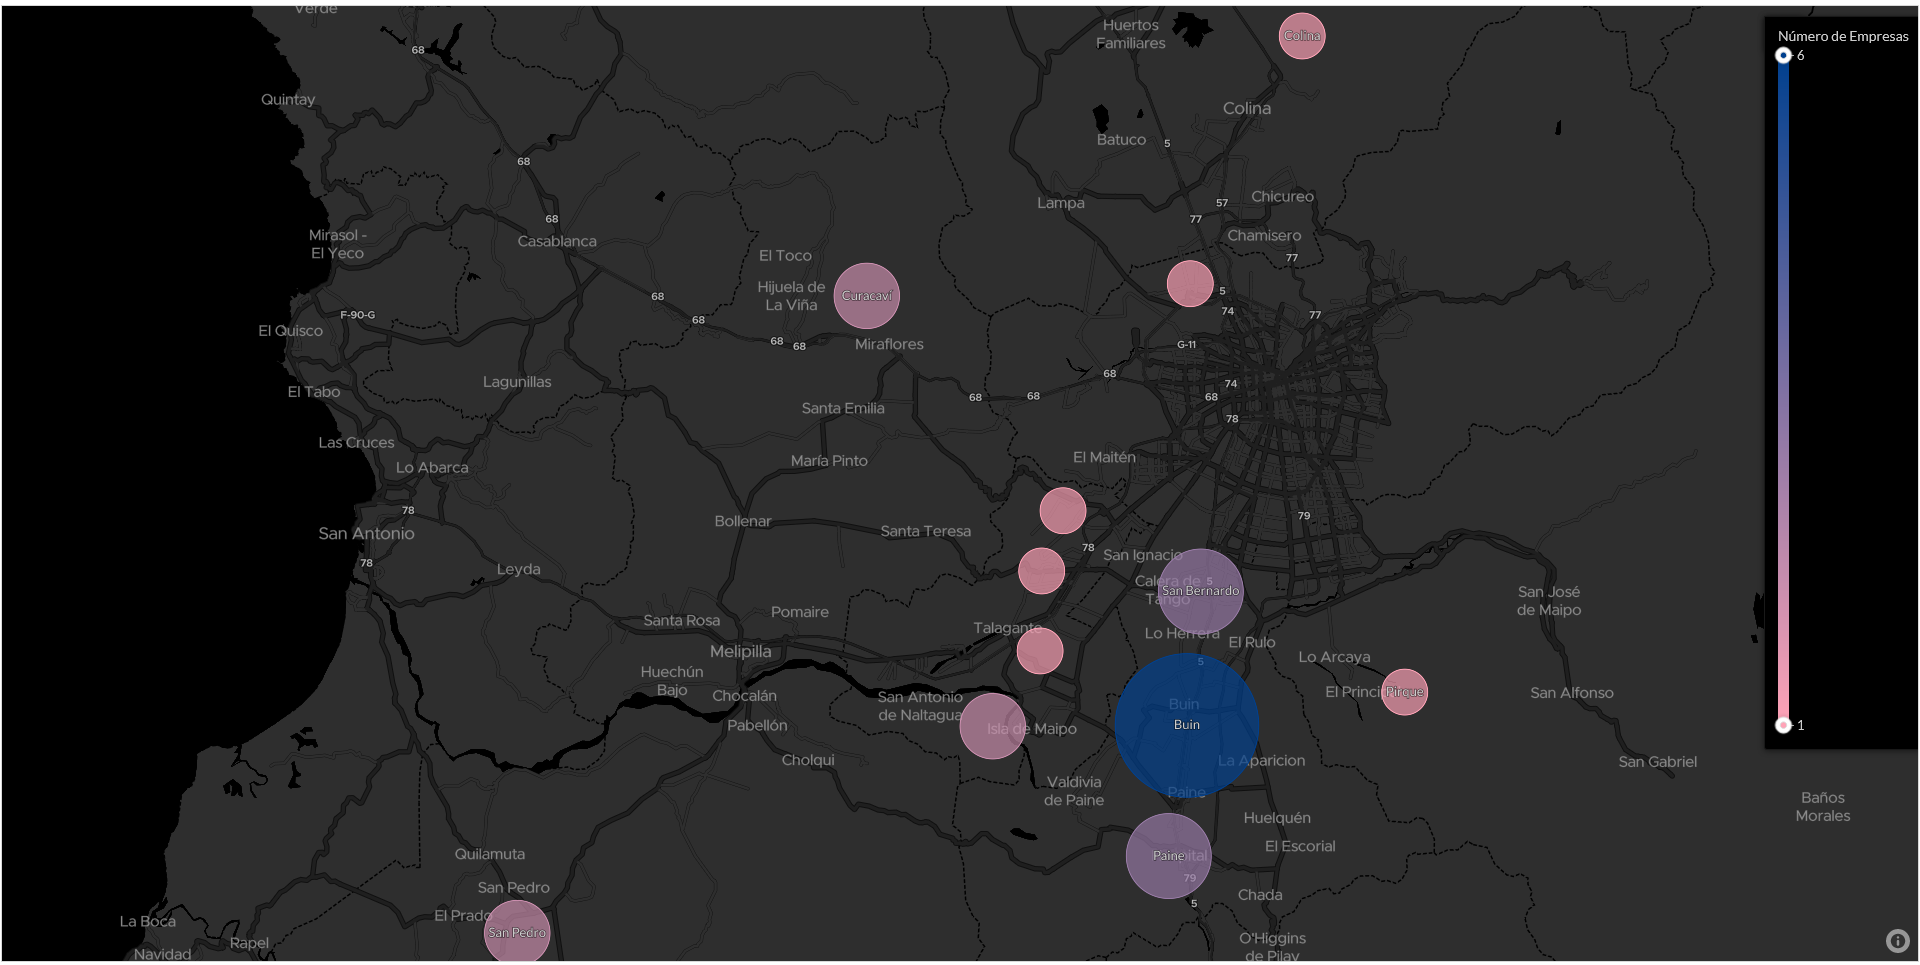 Verde
Huertos
Familiares
Colina
Número de Empresas
68
6
Quintay
Colina
Batuco
5
68
Chicureo
Lampa
57
68
77
Mirasol -
El Yeco
Casablanca
Chamisero
El Toco
77
Hijuela de
La Viña
Curacaví
68
5
F-90-G
68
74
77
El Quisco
68
68
Miraflores
G-11
68
Lagunillas
74
El Tabo
68
68
68
Santa Emilia
78
Las Cruces
El Maitén
María Pinto
Lo Abarca
78
79
Bollenar
Santa Teresa
San Antonio
78
San Ignacio
78
Leyda
Calera de
Tango
5
San Bernardo
San José
de Maipo
Pomaire
Santa Rosa
Talagante
Lo Herrera
El Rulo
Melipilla
Lo Arcaya
5
Huechún
Bajo
Chocalán
San Antonio
de Naltagua
Buin
El Princi
Pirque
San Alfonso
Pabellón
Isla de Maipo
Buin
1
Cholqui
La Aparicion
San Gabriel
Valdivia
de Paine
Paine
Baños
Morales
Huelquén
Quilamuta
Paine
ital
El Escorial
79
San Pedro
Chada
5
La Boca
El Prado
San Pedro
Rapel
O'Higgins
de Pilay
Navidad